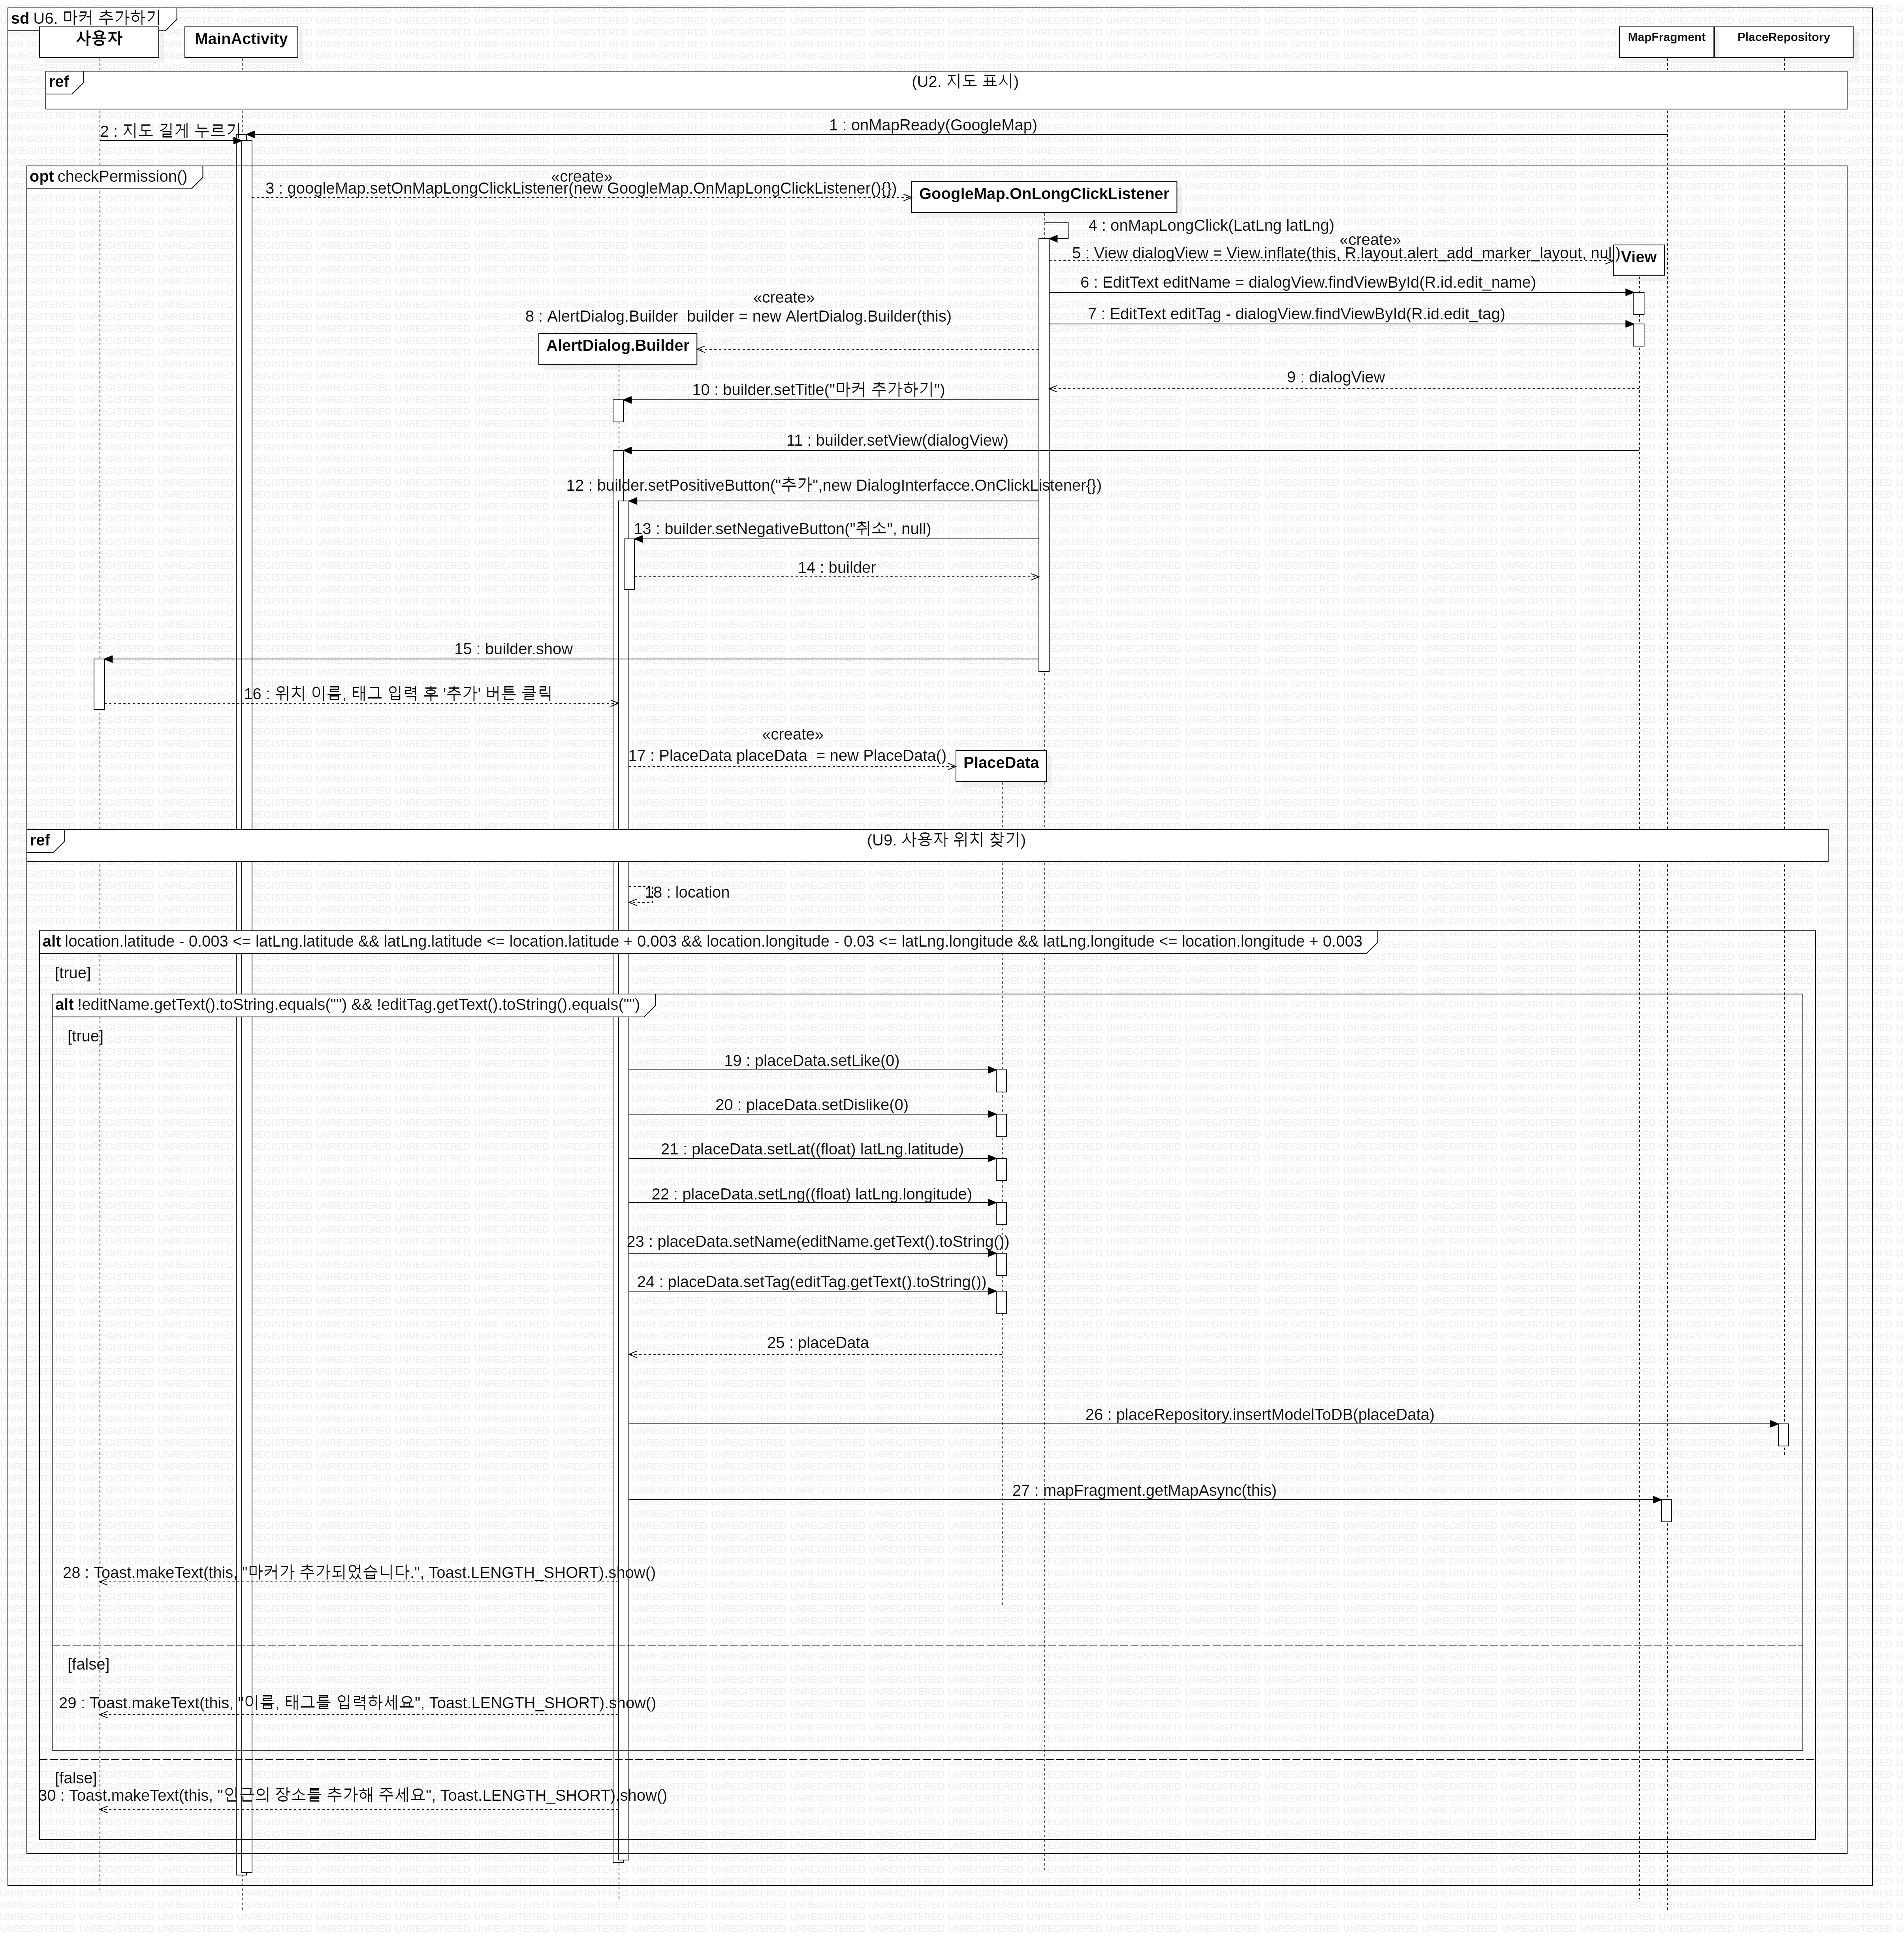 sd U6. 마커 추가하기
사용자
MainActivity
MapFragment
PlaceRepository
ref
(U2. 지도 표시)
1 : onMapReady(GoogleMap)
2 : 지도 길게 누르기
opt checkPermission()
«create»
3 : googleMap.setOnMapLongClickListener(new GoogleMap.OnMapLongClickListener(){})
GoogleMap.OnLongClickListener
4 : onMapLongClick(LatLng latLng)
«create»
5 : View dialogView = View.inflate(this, R.layout.alert_add_marker_layout, null)
View
6 : EditText editName = dialogView.findViewById(R.id.edit_name)
«create»
7 : EditText editTag - dialogView.findViewById(R.id.edit_tag)
8 : AlertDialog.Builder  builder = new AlertDialog.Builder(this)
AlertDialog.Builder
9 : dialogView
10 : builder.setTitle("마커 추가하기")
11 : builder.setView(dialogView)
12 : builder.setPositiveButton("추가",new DialogInterfacce.OnClickListener{})
13 : builder.setNegativeButton("취소", null)
14 : builder
15 : builder.show
16 : 위치 이름, 태그 입력 후 '추가' 버튼 클릭
«create»
17 : PlaceData placeData  = new PlaceData()
PlaceData
ref
(U9. 사용자 위치 찾기)
18 : location
alt location.latitude - 0.003 <= latLng.latitude && latLng.latitude <= location.latitude + 0.003 && location.longitude - 0.03 <= latLng.longitude && latLng.longitude <= location.longitude + 0.003
[true]
alt !editName.getText().toString.equals("") && !editTag.getText().toString().equals("")
[true]
19 : placeData.setLike(0)
20 : placeData.setDislike(0)
21 : placeData.setLat((float) latLng.latitude)
22 : placeData.setLng((float) latLng.longitude)
23 : placeData.setName(editName.getText().toString())
24 : placeData.setTag(editTag.getText().toString())
25 : placeData
26 : placeRepository.insertModelToDB(placeData)
27 : mapFragment.getMapAsync(this)
28 : Toast.makeText(this, "마커가 추가되었습니다.", Toast.LENGTH_SHORT).show()
[false]
29 : Toast.makeText(this, "이름, 태그를 입력하세요", Toast.LENGTH_SHORT).show()
[false]
30 : Toast.makeText(this, "인근의 장소를 추가해 주세요", Toast.LENGTH_SHORT).show()